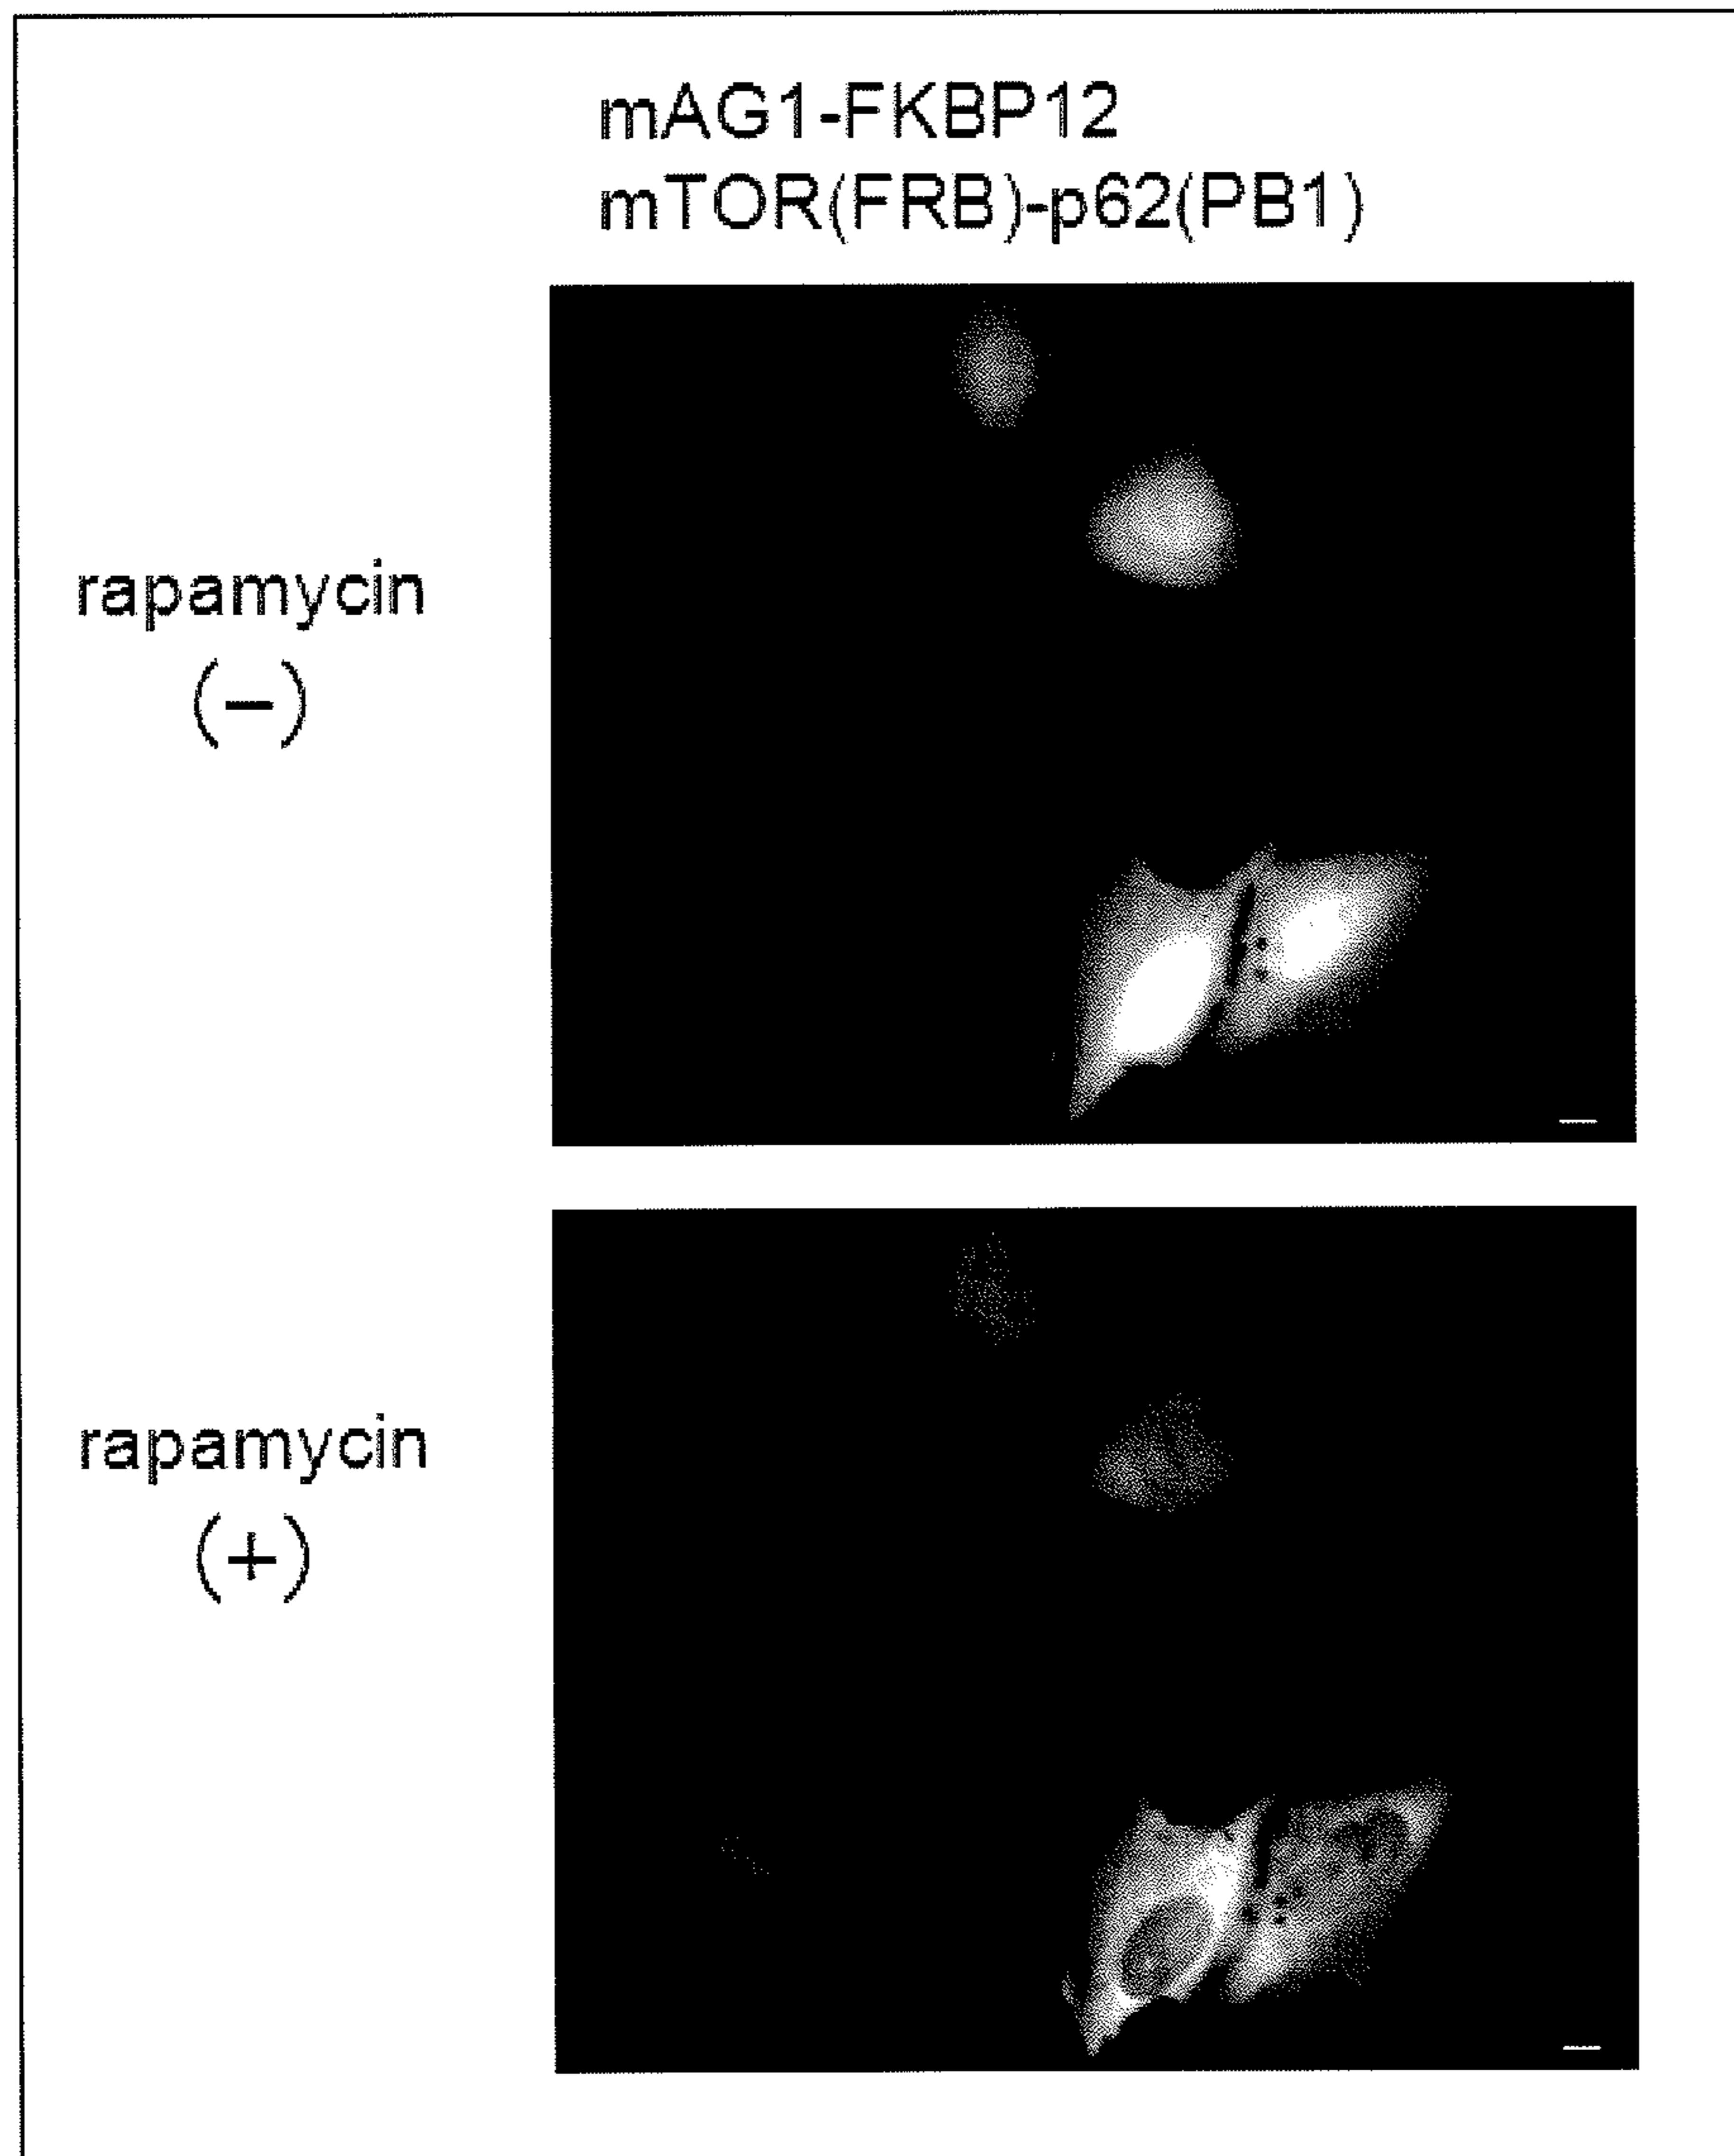 mAG1-FKBP12
mTOR(FRB)-p62(PB1)
rapamycin
(−)
rapamycin
(+)